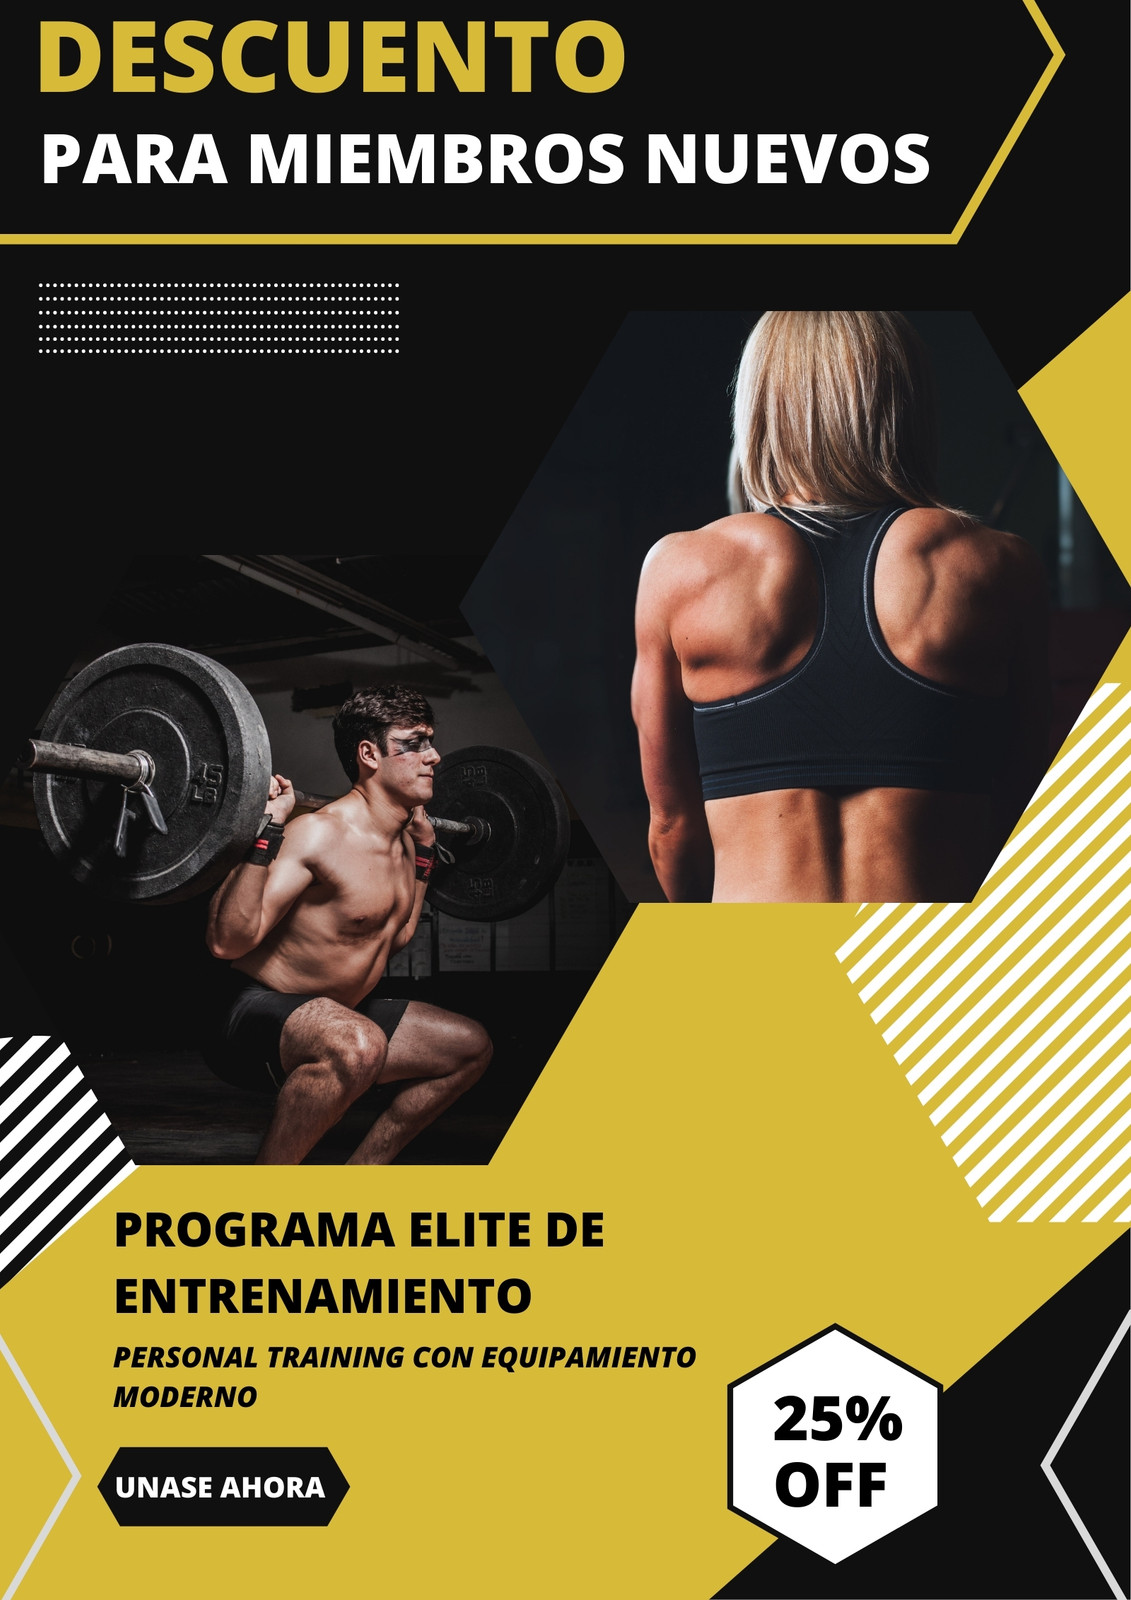 DESCUENTO
PARA MIEMBROS NUEVOS
PROGRAMA ELITE DE
ENTRENAMIENTO
PERSONAL TRAINING CON EQUIPAMIENTO
MODERNO
UNASE AHORA
25%
OFF